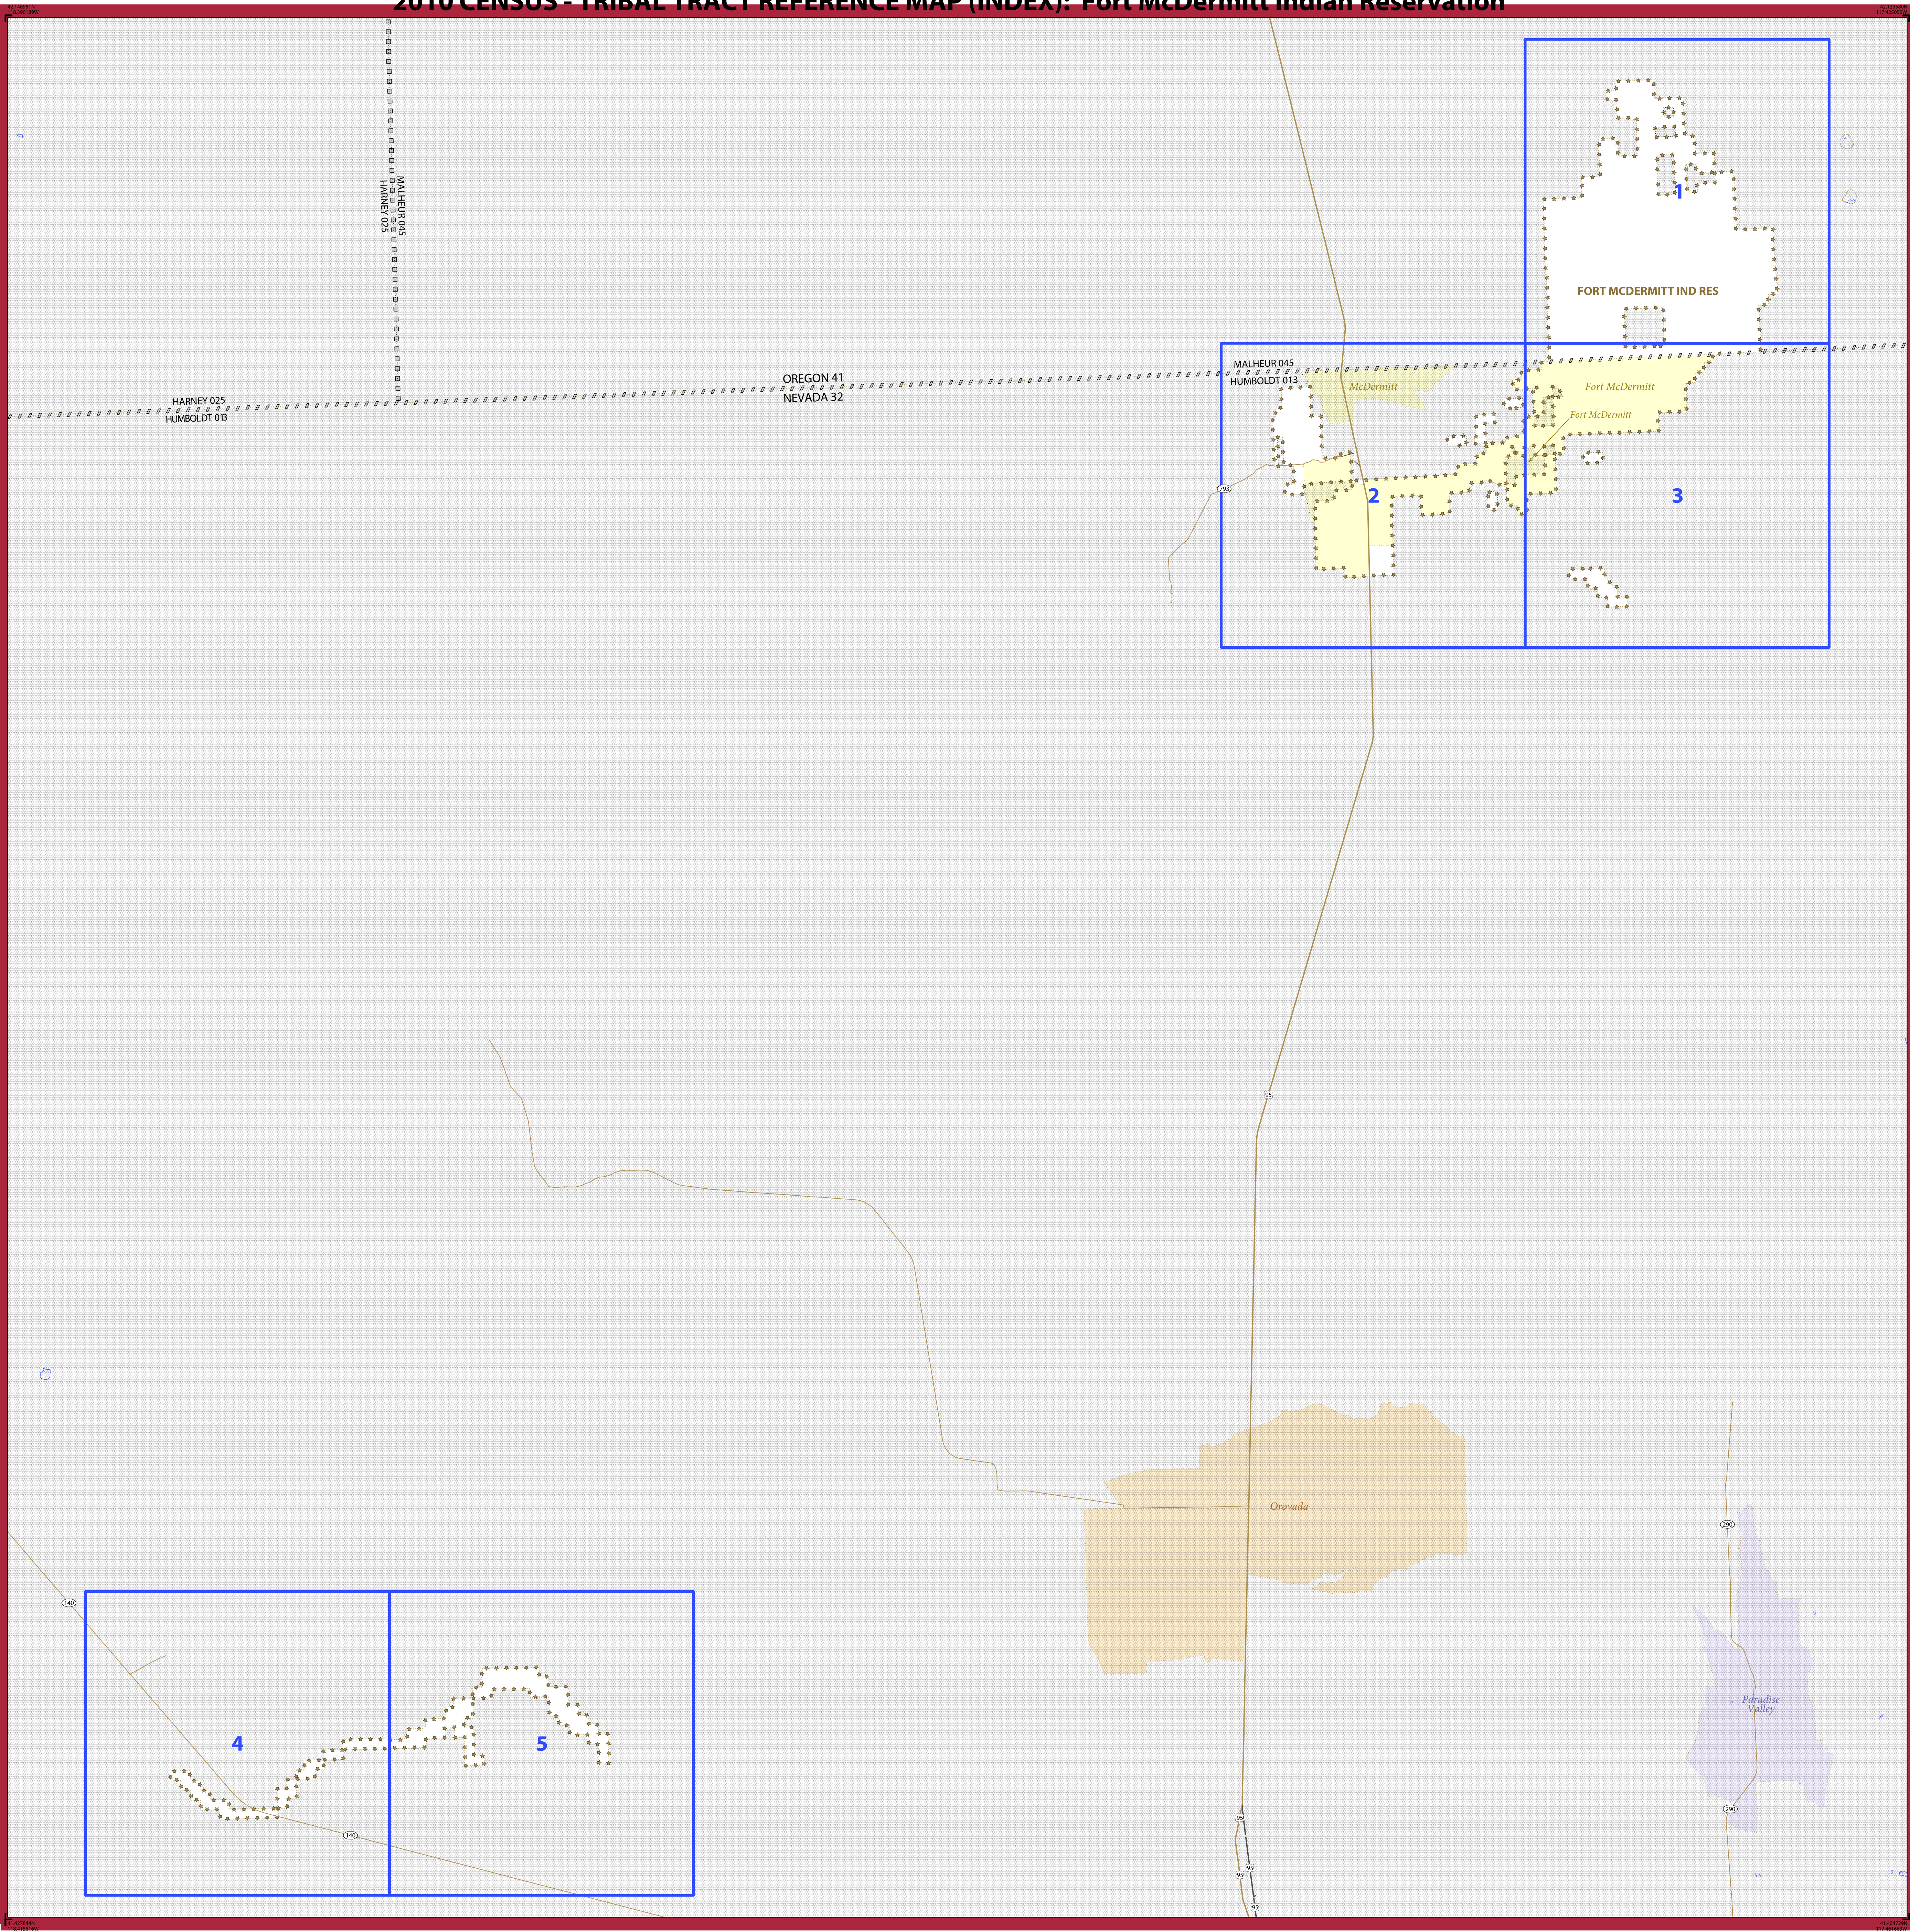 2010 CENSUS - TRIBAL TRACT REFERENCE MAP (INDEX): Fort McDermitt Indian Reservation
MALHEUR 045
HARNEY 025
1
FORT MCDERMITT IND RES
MALHEUR 045
HUMBOLDT 013
OREGON 41
NEVADA 32
HARNEY 025
HUMBOLDT 013
McDermitt
Fort McDermitt
Fort McDermitt
793
2
3
95
Orovada
290
140
Paradise
Valley
4
5
290
95
140
95
95
95